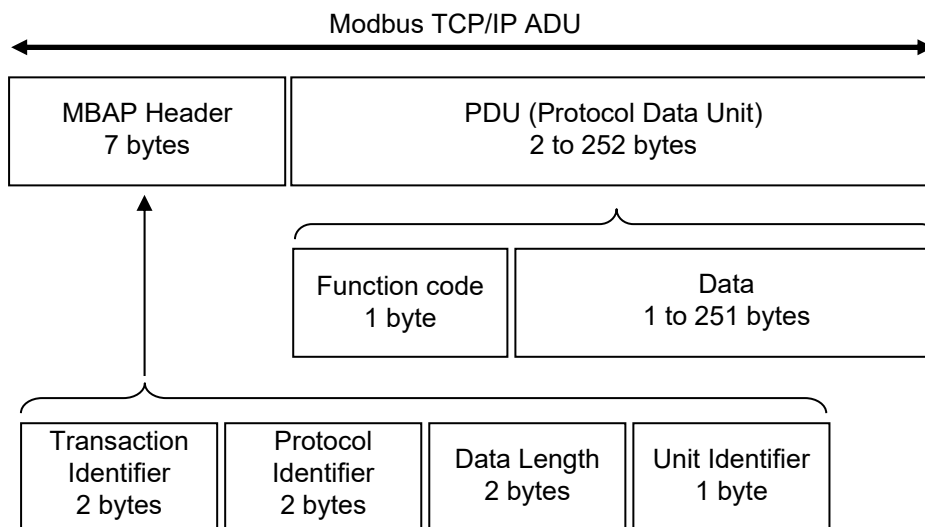 Modbus TCP/IP ADU
MBAP Header
7 bytes
PDU (Protocol Data Unit)
2 to 252 bytes
Function code
1 byte
Data
1 to 251 bytes
Transaction
Identifier
2 bytes
Protocol
Identifier
2 bytes
Data Length
2 bytes
Unit Identifier
1 byte